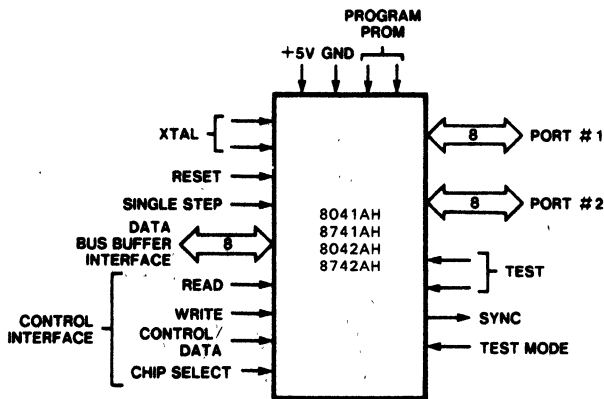 PROGRAM
PROM
+5V GND
XTAL
RESET
SINGLE STEP
DATA
BUS BUFFER
INTERFACE
8
READ
WRITE
CONTROL/
DATA
CHIP SELECT
CONTROL
INTERFACE
8041AH
8741AH
8042AH
8742AH
8
PORT #1
8
PORT #2
TEST
SYNC
TEST MODE